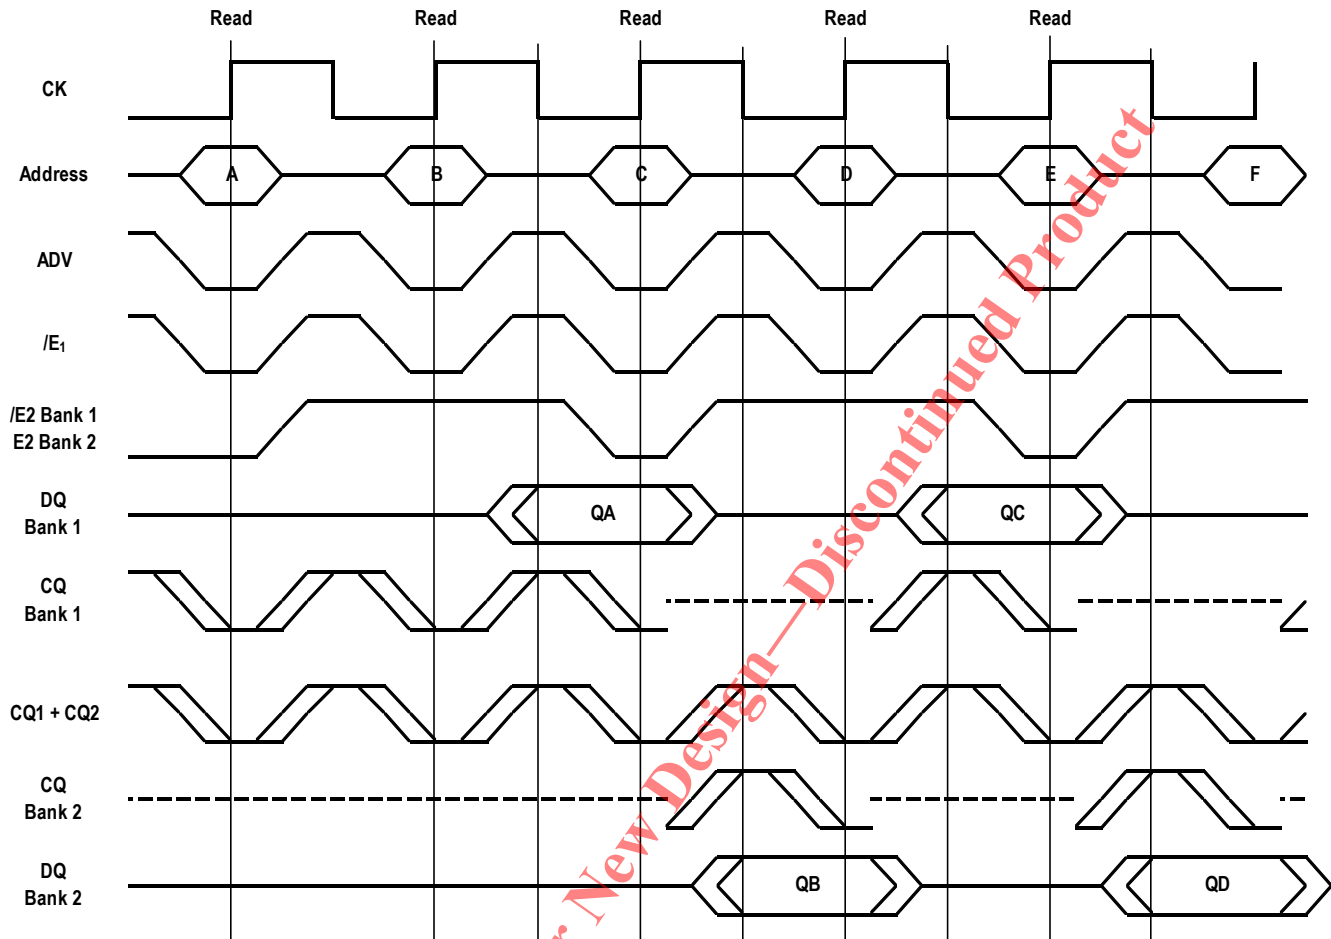 Read Read Read Read Read
CK
Address A B C D E F
ADV
/E1
/E2 Bank 1
E2 Bank 2
DQ
Bank 1
QA QC
CQ
Bank 1
CQ1 + CQ2
CQ
Bank 2
DQ
Bank 2
QB QD
New Design—Discontinued Product